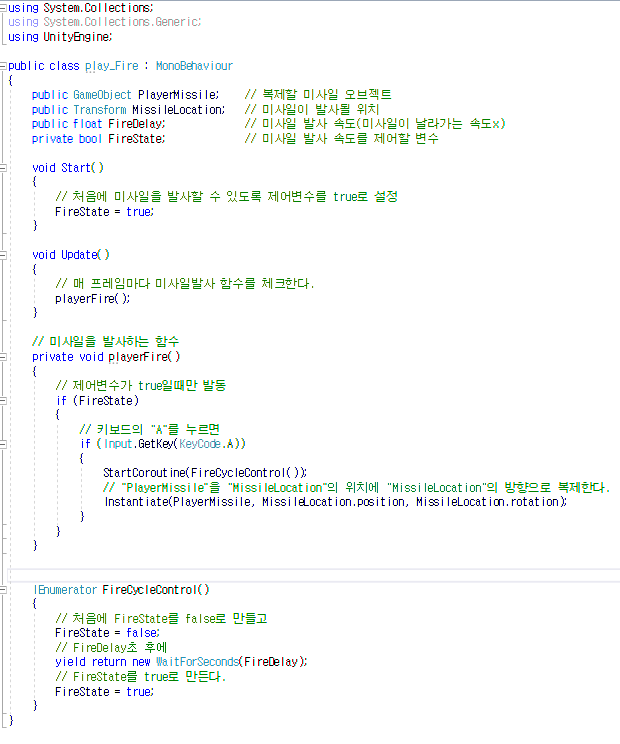 using System.Collections;
using System.Collections.Generic;
using UnityEngine;
public class play_Fire : MonoBehaviour
{
public GameObject PlayerMissile; // 복제할 미사일 오브젝트
public Transform MissileLocation; // 미사일이 발사될 위치
public float FireDelay; // 미사일 발사 속도(미사일이 날라가는 속도x)
private bool FireState; // 미사일 발사 속도를 제어할 변수
void Start()
{
// 처음에 미사일을 발사할 수 있도록 제어변수를 true로 설정
FireState = true;
}
void Update()
{
// 매 프레임마다 미사일발사 함수를 체크한다.
playerFire();
}
// 미사일을 발사하는 함수
private void playerFire()
{
// 제어변수가 true일때만 발동
if (FireState)
{
// 키보드의 "A"를 누르면
if (Input.GetKey(KeyCode.A))
{
StartCoroutine(FireCycleControl());
// "PlayerMissile"을 "MissileLocation"의 위치에 "MissileLocation"의 방향으로 복제한다.
Instantiate(PlayerMissile, MissileLocation.position, MissileLocation.rotation);
}
}
}
IEnumerator FireCycleControl()
{
// 처음에 FireState를 false로 만들고
FireState = false;
// FireDelay초 후에
yield return new WaitForSeconds(FireDelay);
// FireState를 true로 만든다.
FireState = true;
}
}